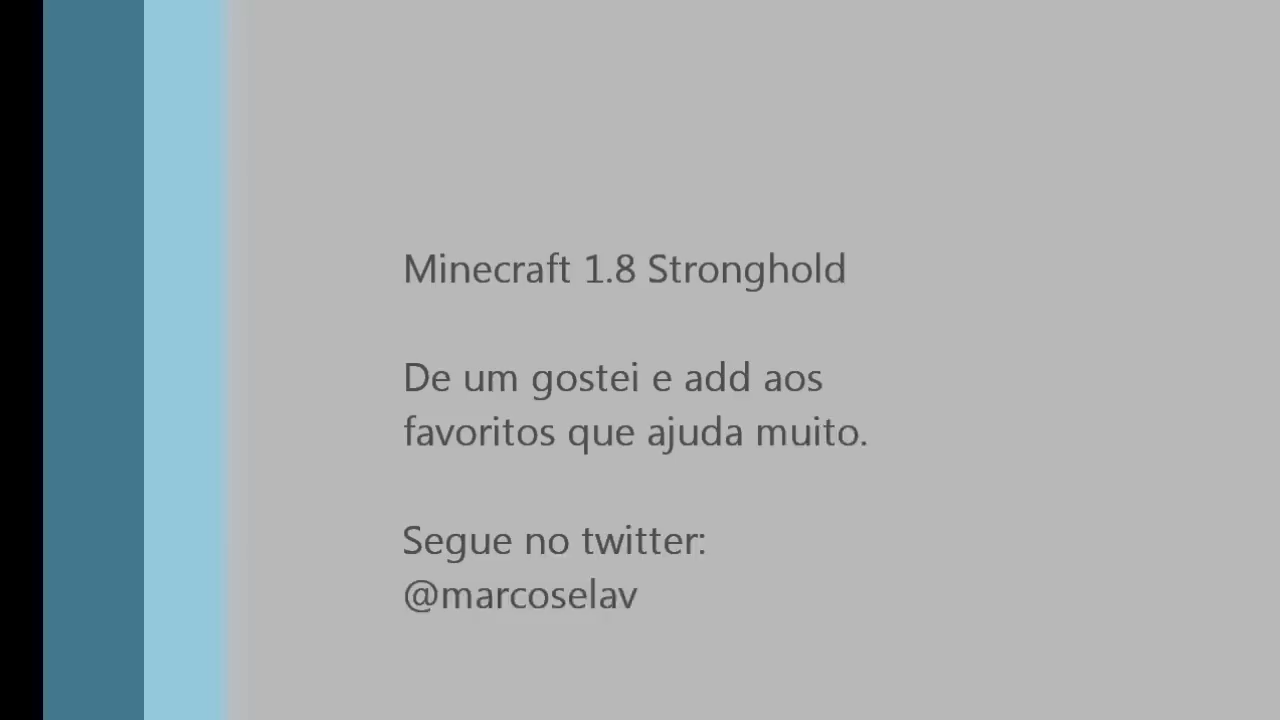 Minecraft 1.8 Stronghold
De um gostei e add aos
favoritos que ajuda muito.
Segue no twitter:
@marcoselav